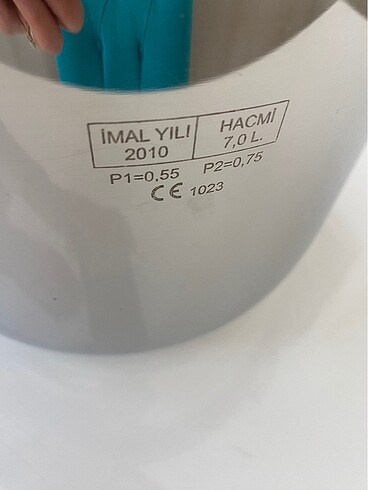 İMAL YILI HACMİ
2010 7,0 L.
P1=0,55 P2=0,75
CE 1023